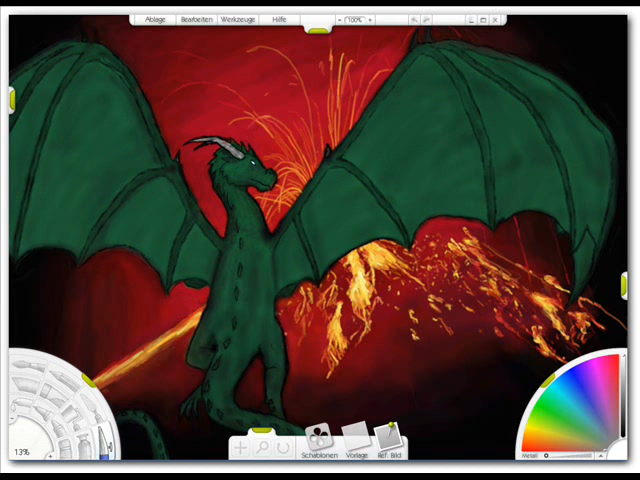 Ablage Bearbeiten Werkzeuge Hilfe - 100% +
13%
Schablonen Vorlage Ref. Bild
Metall